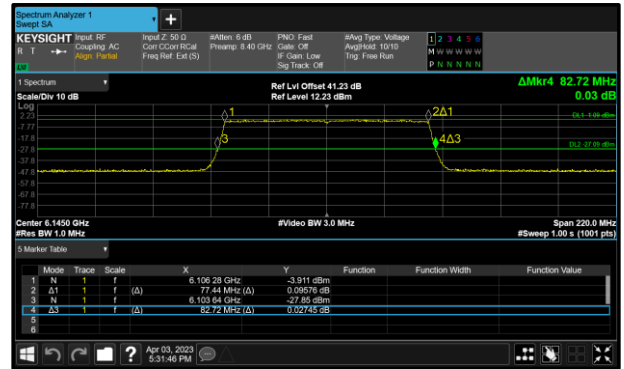 Spectrum Analyzer 1
Swept SA
+
KEYSIGHT Input: RF Input Z: 50 Ω #Atten: 6 dB PNO: Fast #Avg Type: Voltage 1 2 3 4 5 6
R T Coupling: AC Corr CCorr RCal Preamp: 8.40 GHz Gate: Off Avg|Hold: 10/10 M W W W W W
Align: Partial Freq Ref: Ext (S) IF Gain: Low Trig: Free Run
Sig Track: Off P N N N N N
1 Spectrum ΔMkr4 82.72 MHz
Scale/Div 10 dB Ref Lvl Offset 41.23 dB 0.03 dB
Ref Level 12.23 dBm
Log
2.23 1 2Δ1 DL1 -1.09 dBm
-7.77
-17.8 3 4Δ3
-27.8 DL2 -27.09 dBm
-37.8
-47.8
-57.8
-67.8
-77.8
Center 6.1450 GHz #Video BW 3.0 MHz Span 220.0 MHz
#Res BW 1.0 MHz #Sweep 1.00 s (1001 pts)
5 Marker Table
Mode Trace Scale X Y Function Function Width Function Value
1 N 1 f 6.106 28 GHz -3.911 dBm
2 Δ1 1 f (Δ) 77.44 MHz (Δ) 0.09576 dB
3 N 1 f 6.103 64 GHz -27.85 dBm
4 Δ3 1 f (Δ) 82.72 MHz (Δ) 0.02745 dB
5
6
? Apr 03, 2023
5:31:46 PM